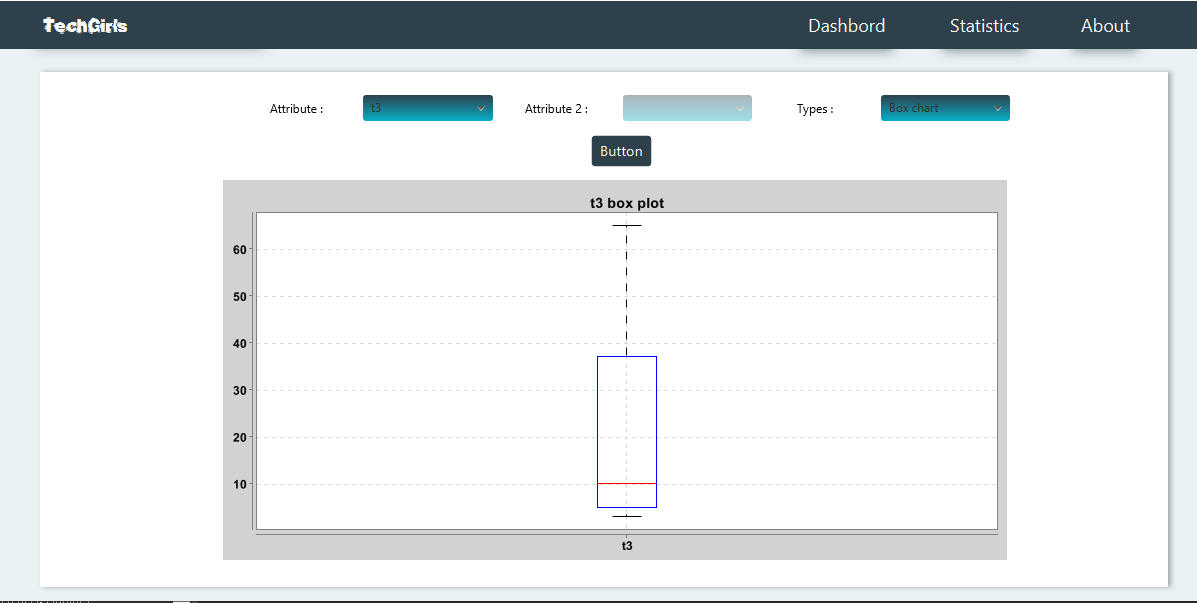 TechGirls Dashbord Statistics About
Attribute : t3 Attribute 2 : Types : Box chart
Button
t3 box plot
60
50
40
30
20
10
t3